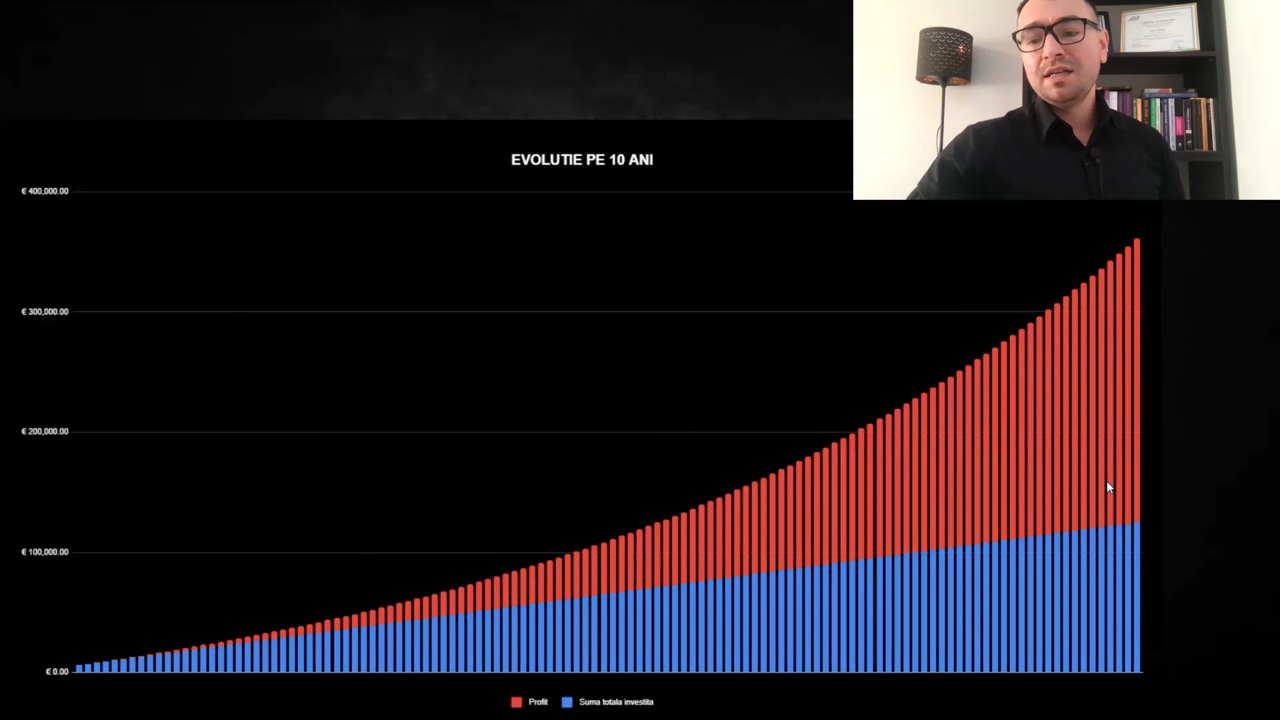 EVOLUTIE PE 10 ANI
€ 400,000.00
€ 300,000.00
€ 200,000.00
€ 100,000.00
€ 0.00
Profit
Suma totala investita